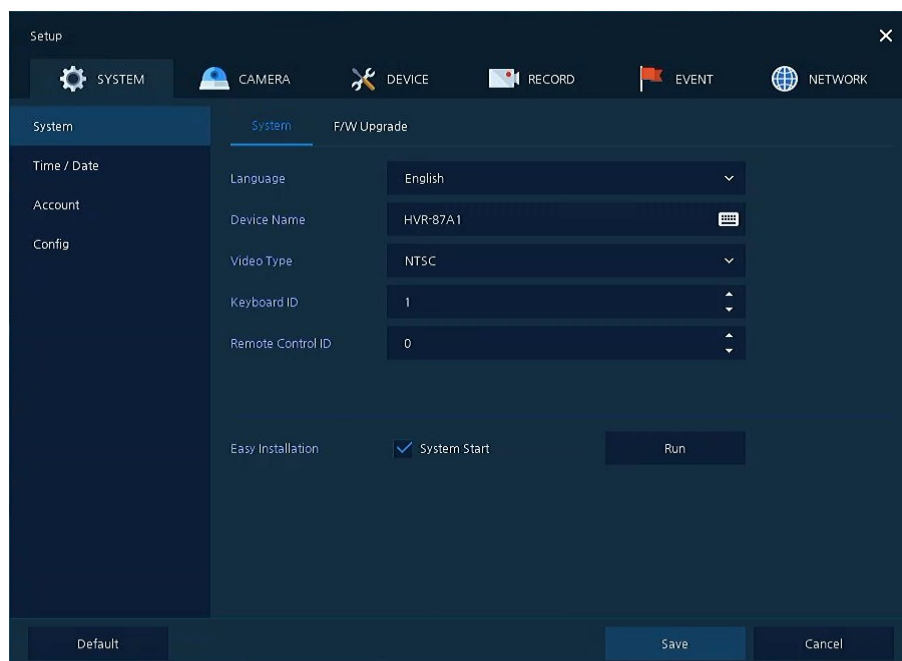 Setup
SYSTEM CAMERA DEVICE RECORD EVENT NETWORK
System
Time / Date
Account
Config
System F/W Upgrade
Language English
Device Name HVR-87A1
Video Type NTSC
Keyboard ID 1
Remote Control ID 0
Easy Installation System Start Run
Default Save Cancel